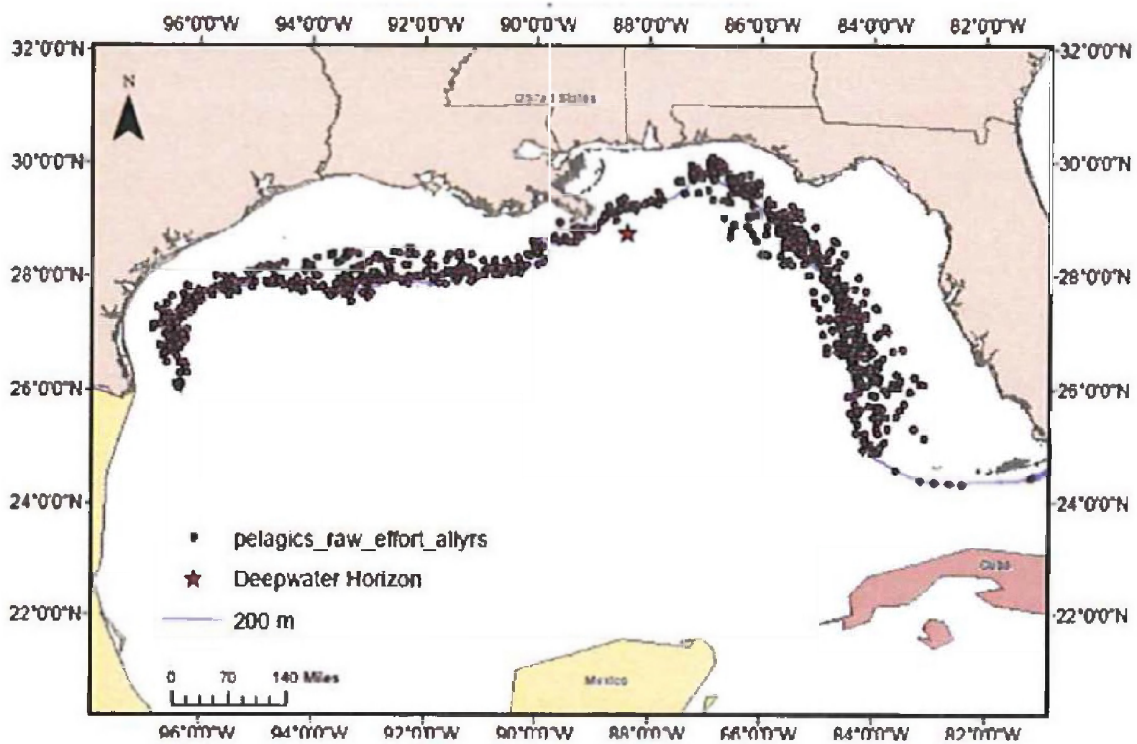 96°0'0"W 94°0'0"W 92°0'0"W 90°0'0"W 88°0'0"W 86°0'0"W 84°0'0"W 82°0'0"W
32°0'0"N 32°0'0"N
N
United States
30°0'0"N 30°0'0"N
28°0'0"N 28°0'0"N
26°0'0"N 26°0'0"N
24°0'0"N 24°0'0"N
pelagics_raw_effort_allyrs
Cuba
Deepwater Horizon
22°0'0"N 22°0'0"N
200 m
0 70 140 Miles
Mexico
96°0'0"W 94°0'0"W 92°0'0"W 90°0'0"W 88°0'0"W 86°0'0"W 84°0'0"W 82°0'0"W